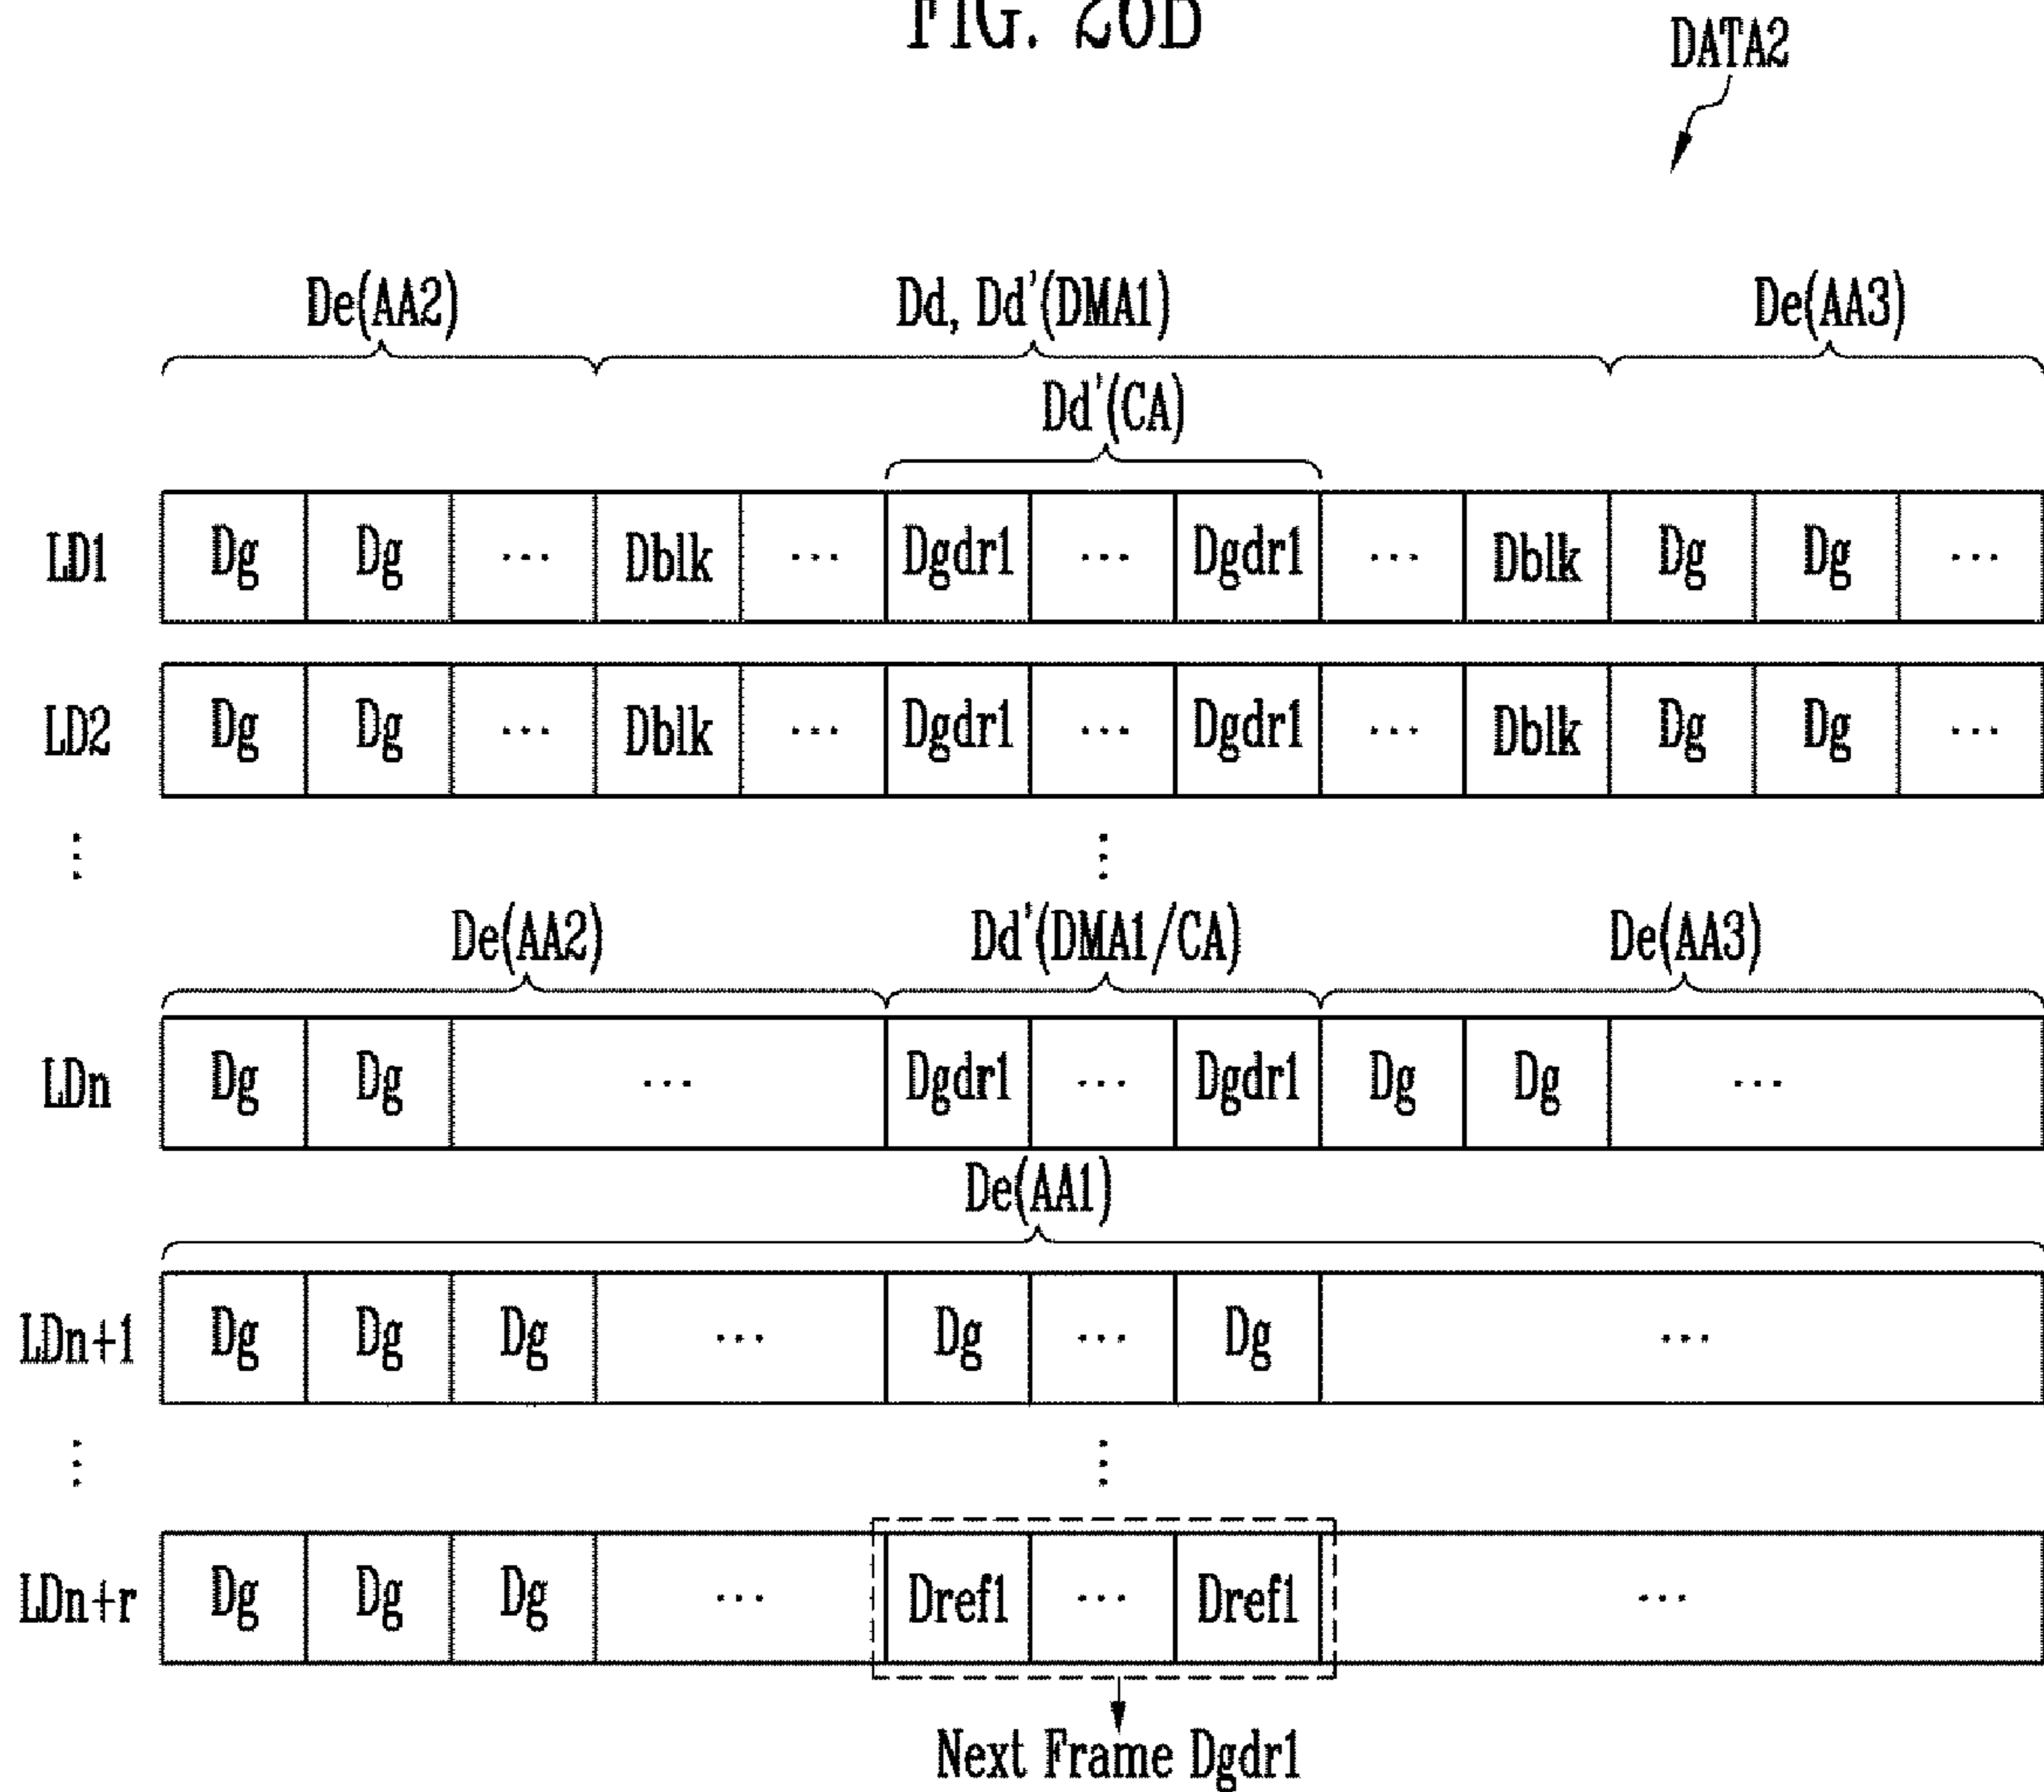 FIG. 20B
DATA2
De(AA2) Dd, Dd'(DMA1) De(AA3)
Dd'(CA)
LD1 Dg Dg ... Dblk ... Dgdr1 ... Dgdr1 ... Dblk Dg Dg ...
LD2 Dg Dg ... Dblk ... Dgdr1 ... Dgdr1 ... Dblk Dg Dg ...
De(AA2) Dd'(DMA1/CA) De(AA3)
LDn Dg Dg ... Dgdr1 ... Dgdr1 Dg Dg ...
De(AA1)
LDn+1 Dg Dg Dg ... Dg ... Dg ...
LDn+r Dg Dg Dg ... Dref1 ... Dref1 ...
Next Frame Dgdr1